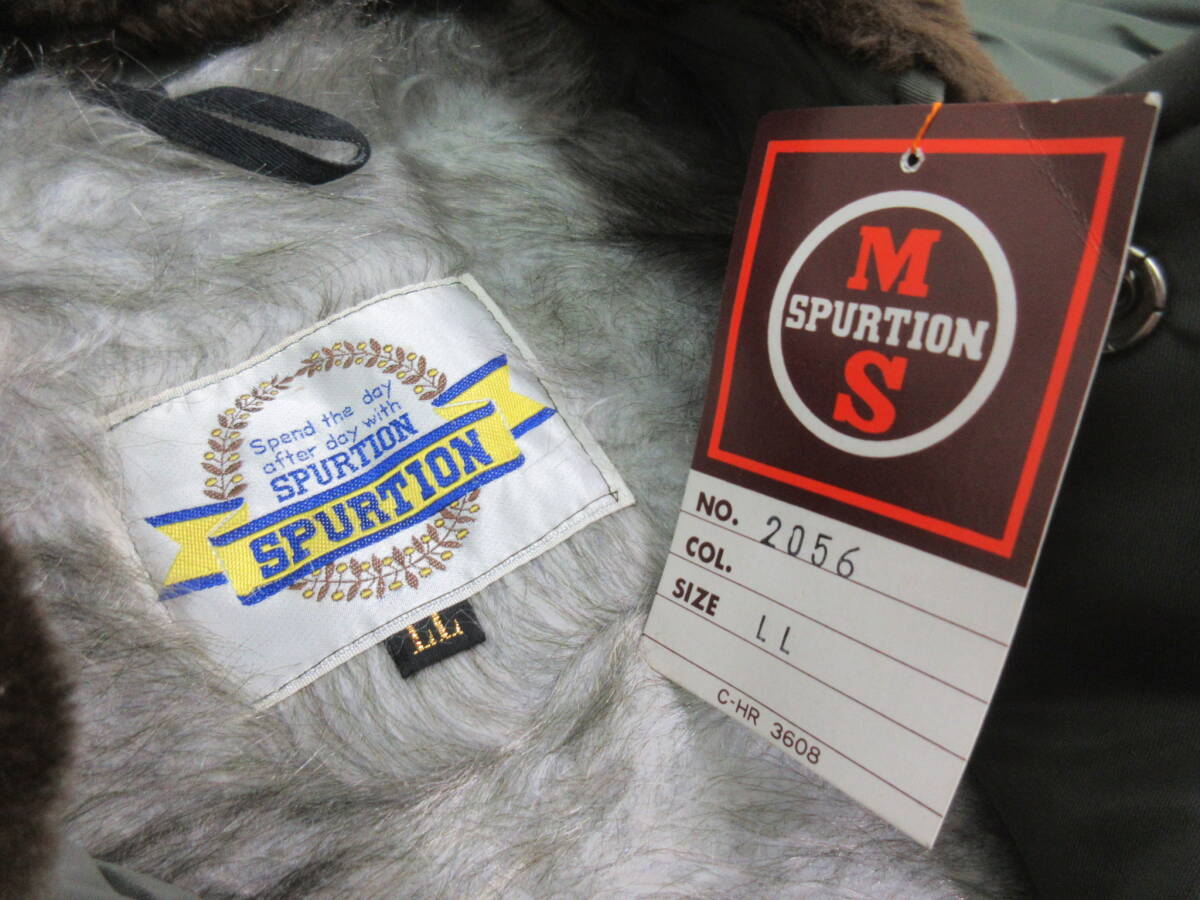 Spend the day
after day with
SPURTION
SPURTION
LL
M
SPURTION
S
NO. 2056
COL.
SIZE LL
C-HR 3608